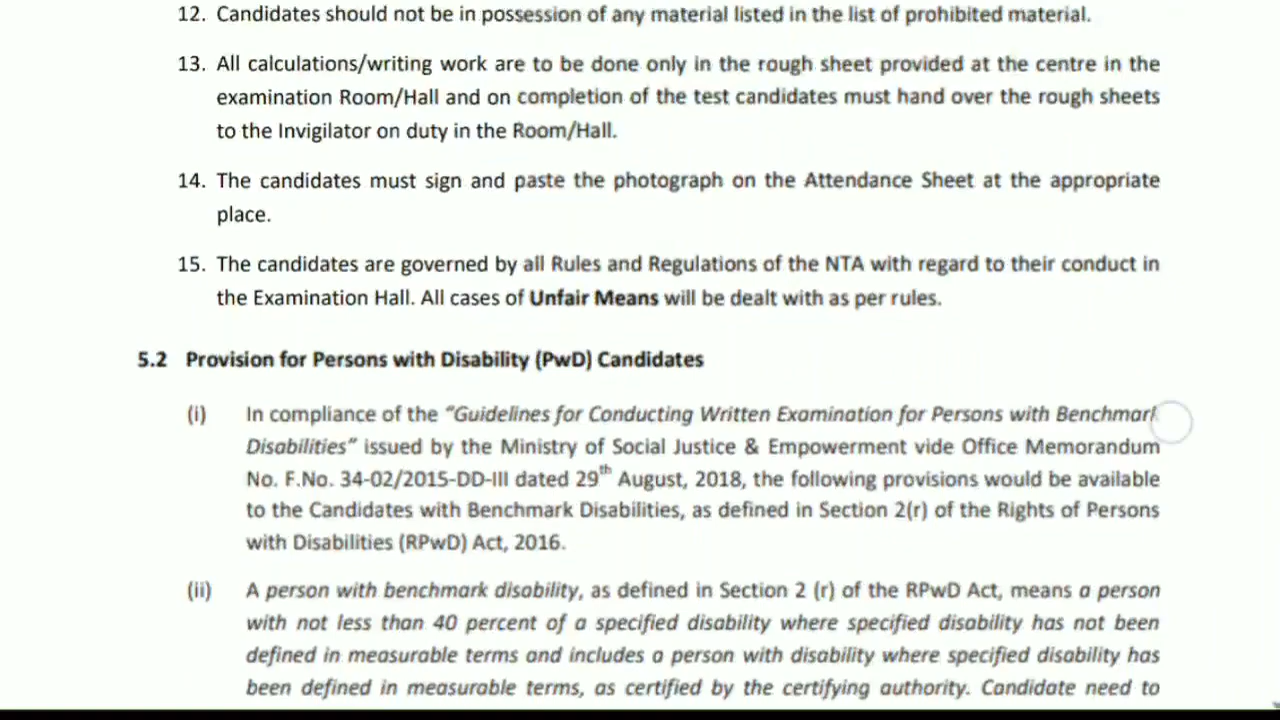 12. Candidates should not be in possession of any material listed in the list of prohibited material.
13. All calculations/writing work are to be done only in the rough sheet provided at the centre in the
examination Room/Hall and on completion of the test candidates must hand over the rough sheets
to the Invigilator on duty in the Room/Hall.
14. The candidates must sign and paste the photograph on the Attendance Sheet at the appropriate
place.
15. The candidates are governed by all Rules and Regulations of the NTA with regard to their conduct in
the Examination Hall. All cases of Unfair Means will be dealt with as per rules.
5.2 Provision for Persons with Disability (PwD) Candidates
(i) In compliance of the "Guidelines for Conducting Written Examination for Persons with Benchmark
Disabilities" issued by the Ministry of Social Justice & Empowerment vide Office Memorandum
No. F.No. 34-02/2015-DD-III dated 29th August, 2018, the following provisions would be available
to the Candidates with Benchmark Disabilities, as defined in Section 2(r) of the Rights of Persons
with Disabilities (RPwD) Act, 2016.
(ii) A person with benchmark disability, as defined in Section 2 (r) of the RPwD Act, means a person
with not less than 40 percent of a specified disability where specified disability has not been
defined in measurable terms and includes a person with disability where specified disability has
been defined in measurable terms, as certified by the certifying authority. Candidate need to